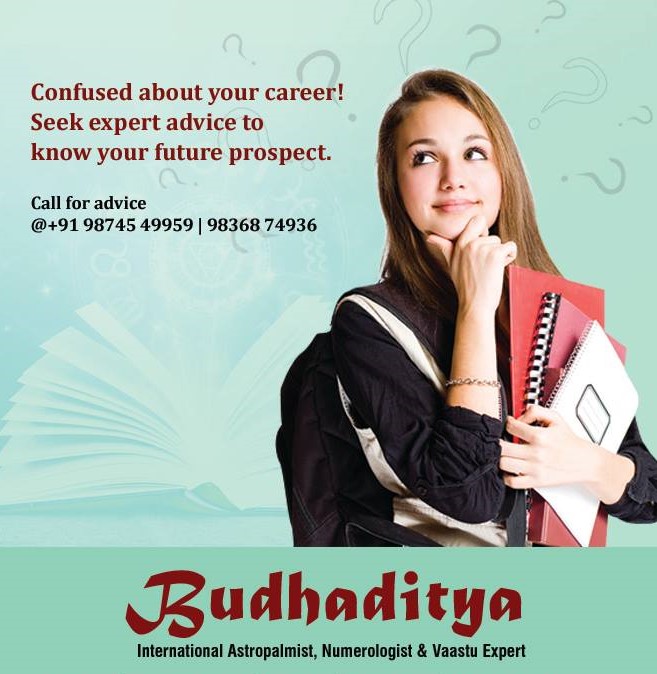 Confused about your career!
Seek expert advice to
know your future prospect.
Call for advice
@+91 98745 49959 | 98368 74936
Budhaditya
International Astropalmist, Numerologist & Vaastu Expert